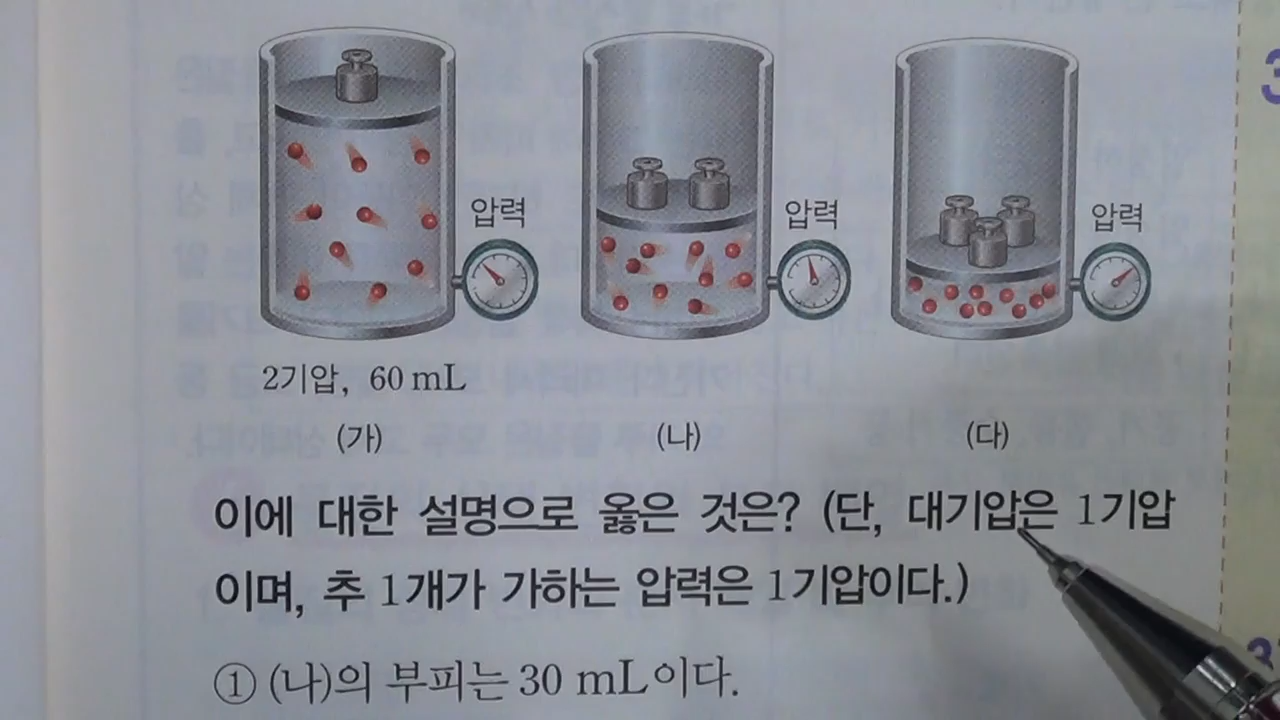 압력
압력
압력
2기압, 60 mL
(가)
(나)
(다)
이에 대한 설명으로 옳은 것은? (단, 대기압은 1기압
이며, 추 1개가 가하는 압력은 1기압이다.)
① (나)의 부피는 30 mL이다.